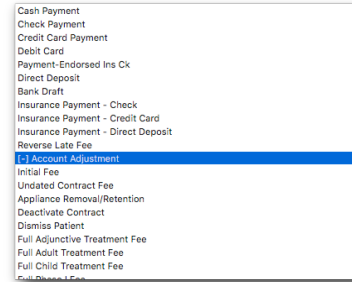 Cash Payment
Check Payment
Credit Card Payment
Debit Card
Payment-Endorsed Ins Ck
Direct Deposit
Bank Draft
Insurance Payment - Check
Insurance Payment - Credit Card
Insurance Payment - Direct Deposit
Reverse Late Fee
[-] Account Adjustment
Initial Fee
Undated Contract Fee
Appliance Removal/Retention
Deactivate Contract
Dismiss Patient
Full Adjunctive Treatment Fee
Full Adult Treatment Fee
Full Child Treatment Fee
Full Phase I Fee